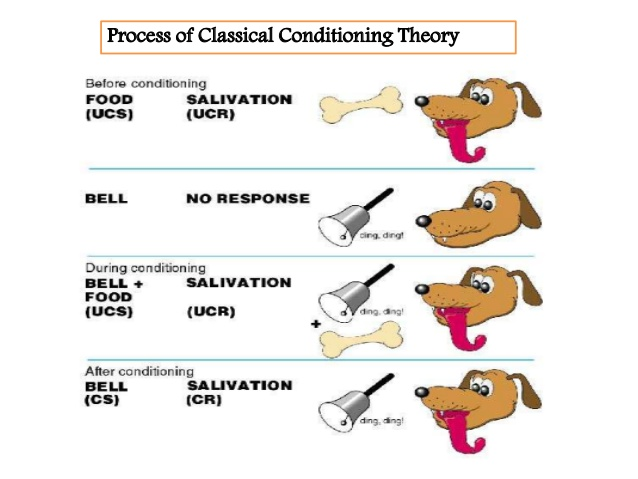 Process of Classical Conditioning Theory
Before conditioning
FOOD SALIVATION
(UCS) (UCR)
BELL NO RESPONSE
ding, ding!
During conditioning
BELL + SALIVATION
FOOD
(UCS) (UCR)
ding, ding!
+
After conditioning
BELL SALIVATION
(CS) (CR)
ding, ding!